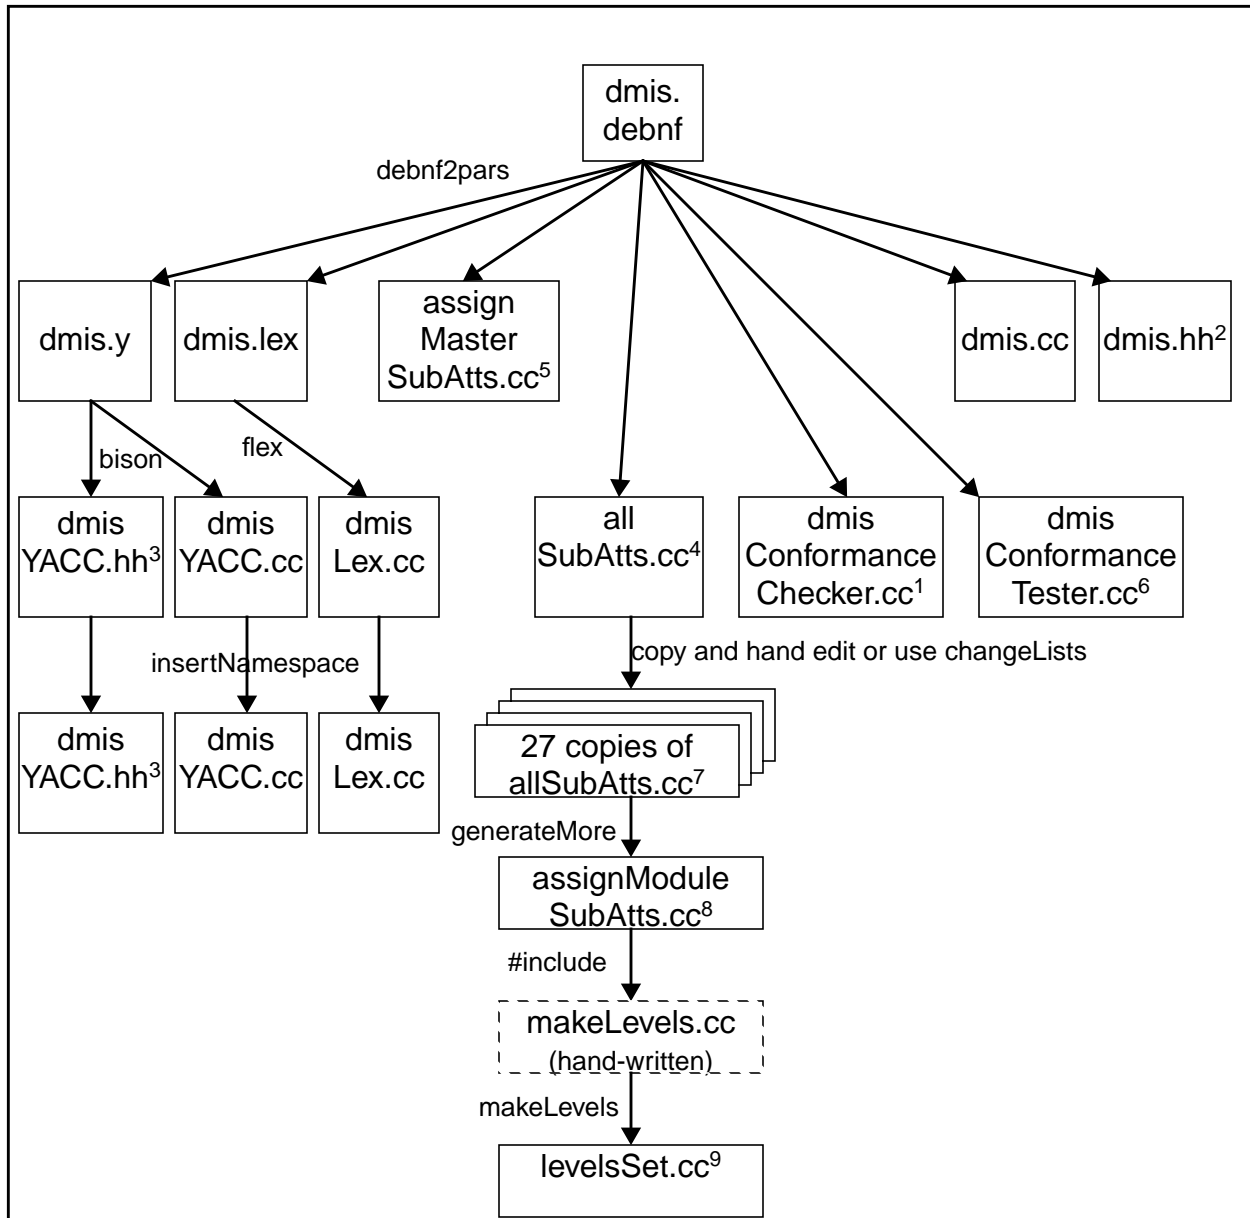 dmis.
debnf
debnf2pars
dmis.y
dmis.lex
assign
Master
SubAtts.cc⁵
dmis.cc
dmis.hh²
bison
flex
dmis
YACC.hh³
dmis
YACC.cc
dmis
Lex.cc
all
SubAtts.cc⁴
dmis
Conformance
Checker.cc¹
dmis
Conformance
Tester.cc⁶
insertNamespace
copy and hand edit or use changeLists
dmis
YACC.hh³
dmis
YACC.cc
dmis
Lex.cc
27 copies of
allSubAtts.cc⁷
generateMore
assignModule
SubAtts.cc⁸
#include
makeLevels.cc
(hand-written)
makeLevels
levelsSet.cc⁹